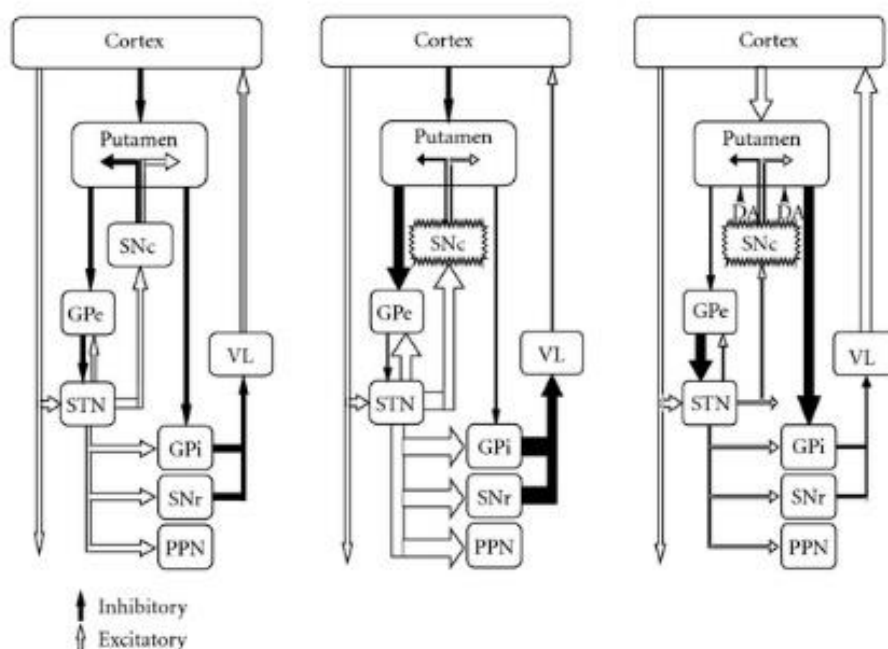 Cortex
Putamen
SNc
GPe
VL
STN
GPi
SNr
PPN
Inhibitory
Excitatory
Cortex
Putamen
SNc
GPe
VL
STN
GPi
SNr
PPN
Cortex
Putamen
DA DA
SNc
GPe
VL
STN
GPi
SNr
PPN